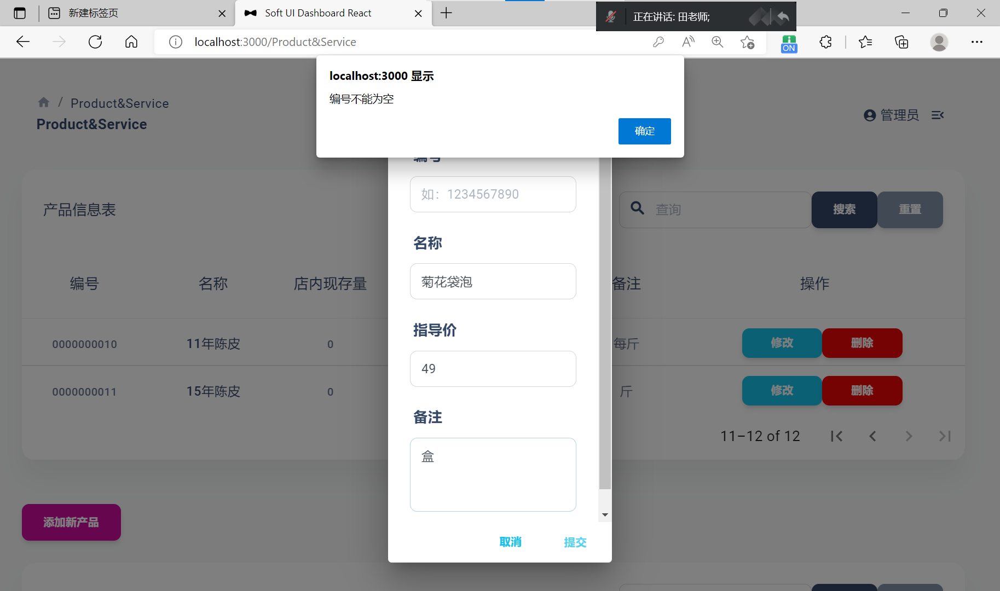 新建标签页
Soft UI Dashboard React
正在讲话: 田老师;
localhost:3000/Product&Service
ON
localhost:3000 显示
编号不能为空
确定
/ Product&Service
Product&Service
管理员
编号
如：1234567890
产品信息表
查询
搜索
重置
名称
菊花袋泡
编号 名称 店内现存量 备注 操作
指导价
0000000010 11年陈皮 0 每斤 修改 删除
49
0000000011 15年陈皮 0 斤 修改 删除
备注
盒
11–12 of 12
添加新产品
取消
提交